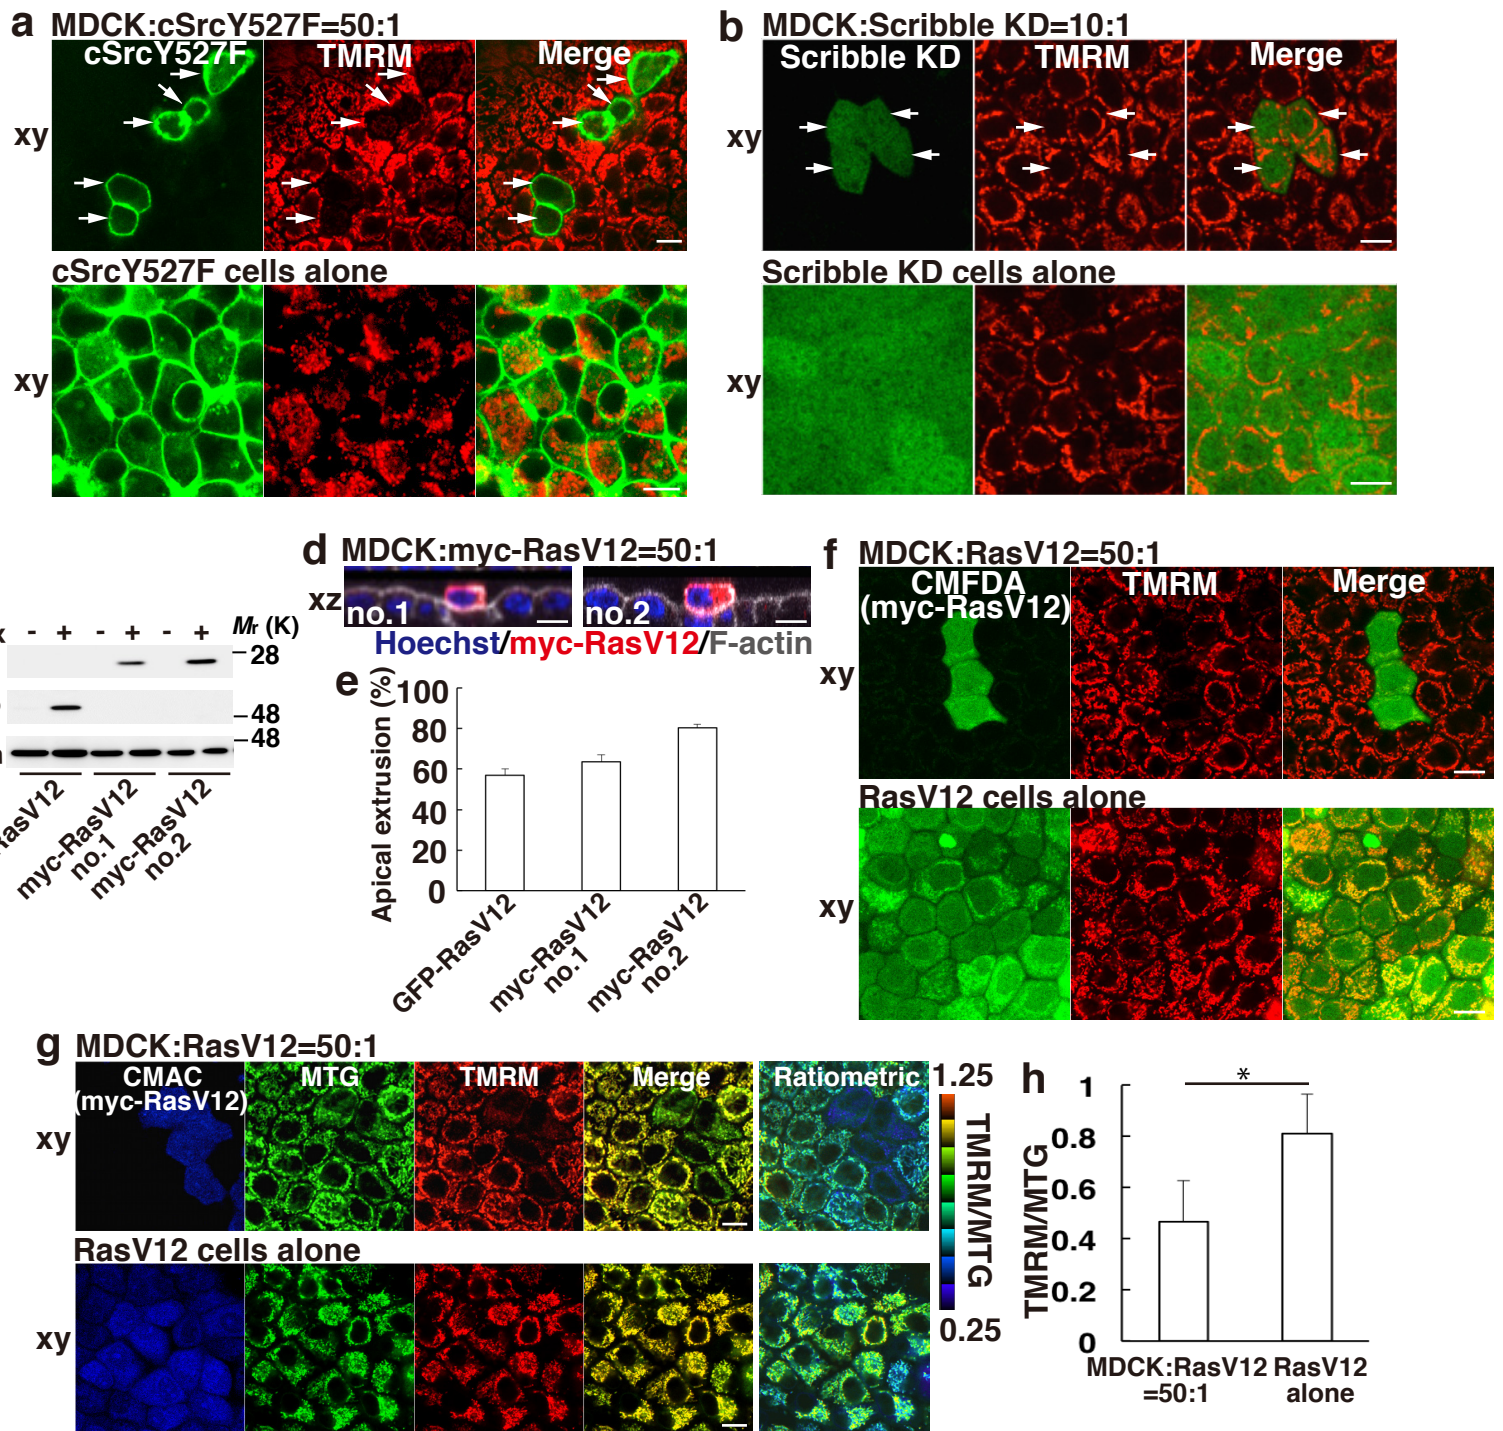 a MDCK:cSrcY527F=50:1
cSrcY527F TMRM Merge
xy
cSrcY527F cells alone
xy
b MDCK:Scribble KD=10:1
Scribble KD TMRM Merge
xy
Scribble KD cells alone
xy
- + - + - + Mr (K)
28
48
48
RasV12
myc-RasV12
no.1
myc-RasV12
no.2
d MDCK:myc-RasV12=50:1
xz
no.1 no.2
Hoechst/myc-RasV12/F-actin
e
Apical extrusion (%)
100
80
60
40
20
0
GFP-RasV12
myc-RasV12
no.1
myc-RasV12
no.2
f MDCK:RasV12=50:1
CMFDA TMRM Merge
(myc-RasV12)
xy
RasV12 cells alone
xy
g MDCK:RasV12=50:1
CMAC MTG TMRM Merge Ratiometric
(myc-RasV12)
xy
RasV12 cells alone
xy
1.25
TMRM/MTG
0.25
h
TMRM/MTG
1
0.8
0.6
0.4
0.2
0
*
MDCK:RasV12
=50:1
RasV12
alone